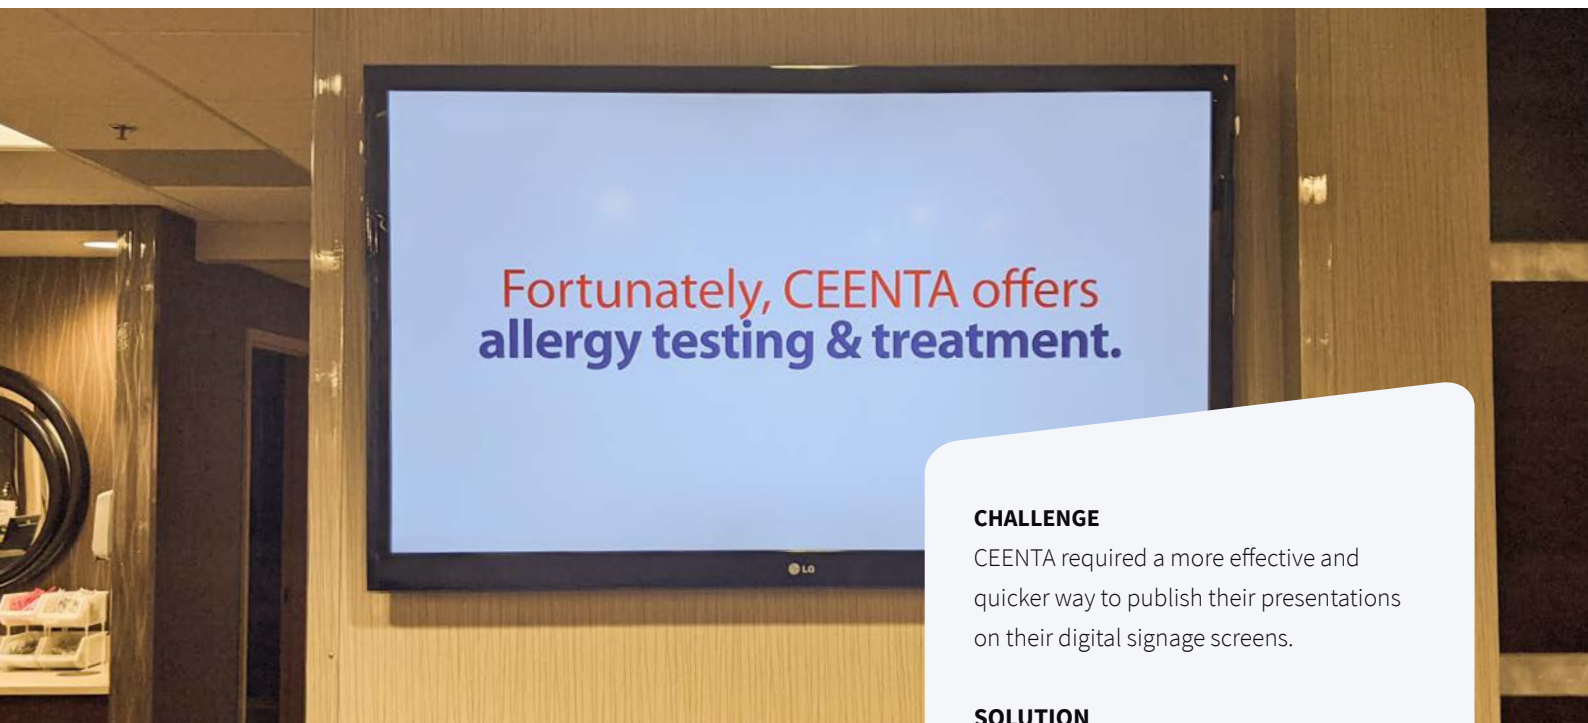 Fortunately, CEENTA offers
allergy testing & treatment.
LG
CHALLENGE
CEENTA required a more effective and
quicker way to publish their presentations
on their digital signage screens.
SOLUTION